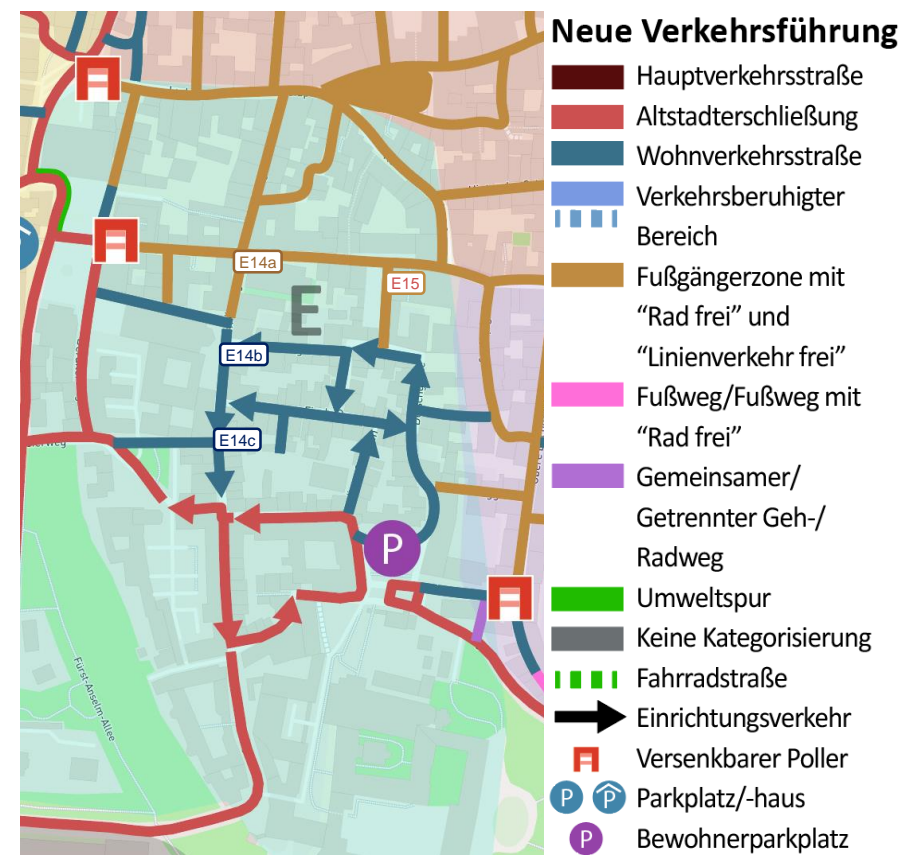 Neue Verkehrsführung
Hauptverkehrsstraße
Altstadterschließung
Wohnverkehrsstraße
Verkehrsberuhigter
Bereich
Fußgängerzone mit
“Rad frei” und
“Linienverkehr frei”
Fußweg/Fußweg mit
“Rad frei”
Gemeinsamer/
Getrennter Geh-/
Radweg
Umweltspur
Keine Kategorisierung
Fahrradstraße
Einrichtungsverkehr
Versenkbarer Poller
P P Parkplatz/-haus
P Bewohnerparkplatz
E14a
E15
E
E14b
E14c
P
Fürst-Anselm-Allee